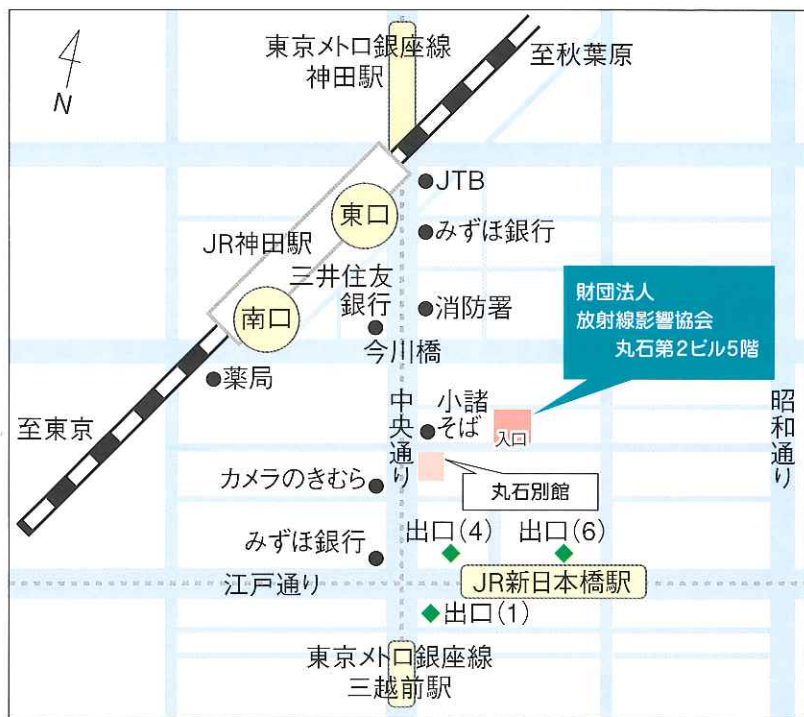 N
東京メトロ銀座線
神田駅
至秋葉原
JTB
東口
みずほ銀行
JR神田駅
三井住友
銀行
消防署
南口
今川橋
財団法人
放射線影響協会
丸石第2ビル5階
薬局
至東京
中央通り
小諸
そば
入口
昭和通り
カメラのきむら
丸石別館
みずほ銀行
出口(4)
出口(6)
江戸通り
JR新日本橋駅
出口(1)
東京メトロ銀座線
三越前駅